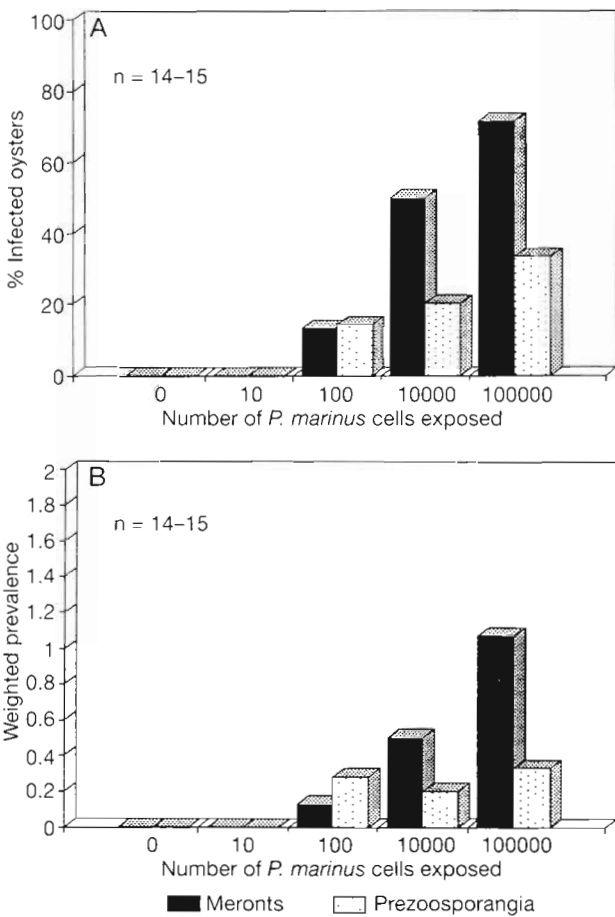 A
n = 14–15
100
80
60
40
20
0
% Infected oysters
0 10 100 10000 100000
Number of P. marinus cells exposed
B
n = 14–15
2
1.8
1.6
1.4
1.2
1
0.8
0.6
0.4
0.2
0
Weighted prevalence
0 10 100 10000 100000
Number of P. marinus cells exposed
Meronts Prezoosporangia